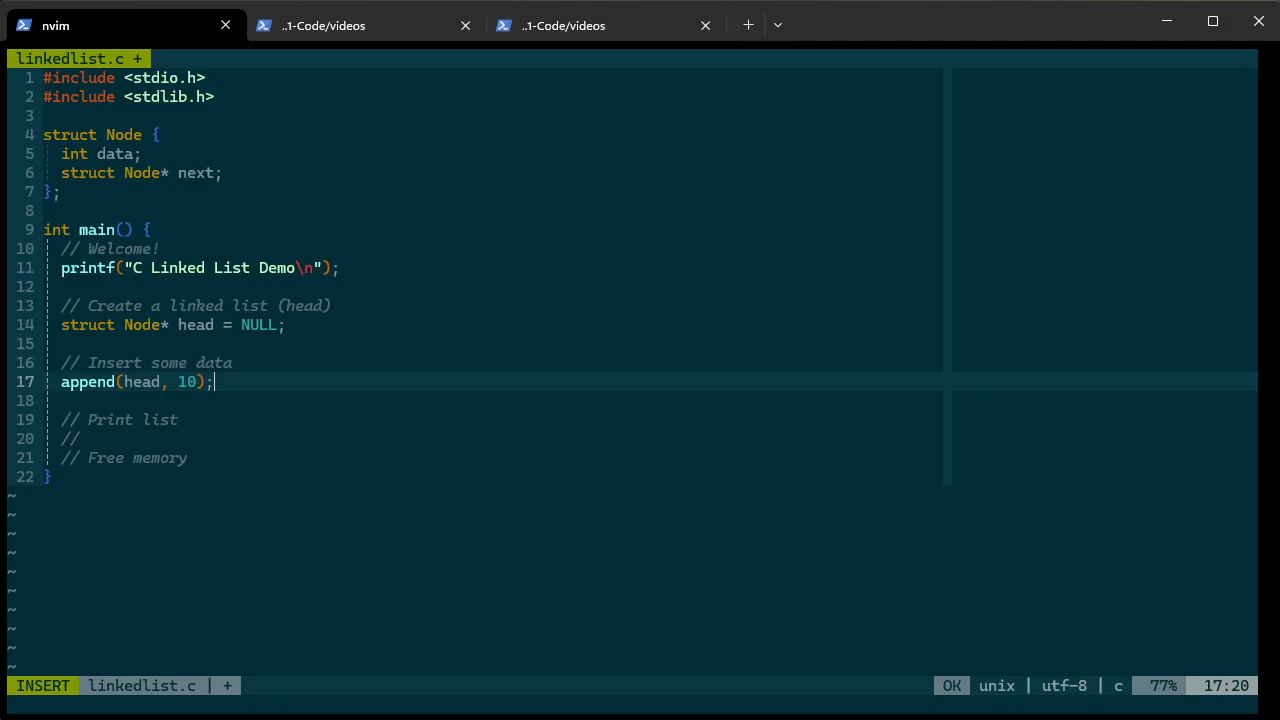 nvim
..1-Code/videos
..1-Code/videos
linkedlist.c +
1 #include <stdio.h>
2 #include <stdlib.h>
3
4 struct Node {
5   int data;
6   struct Node* next;
7 };
8
9 int main() {
10   // Welcome!
11   printf("C Linked List Demo\n");
12
13   // Create a linked list (head)
14   struct Node* head = NULL;
15
16   // Insert some data
17   append(head, 10);
18
19   // Print list
20   //
21   // Free memory
22 }
~
~
~
~
~
~
~
~
~
~
INSERT linkedlist.c | + OK unix | utf-8 | c 77% 17:20